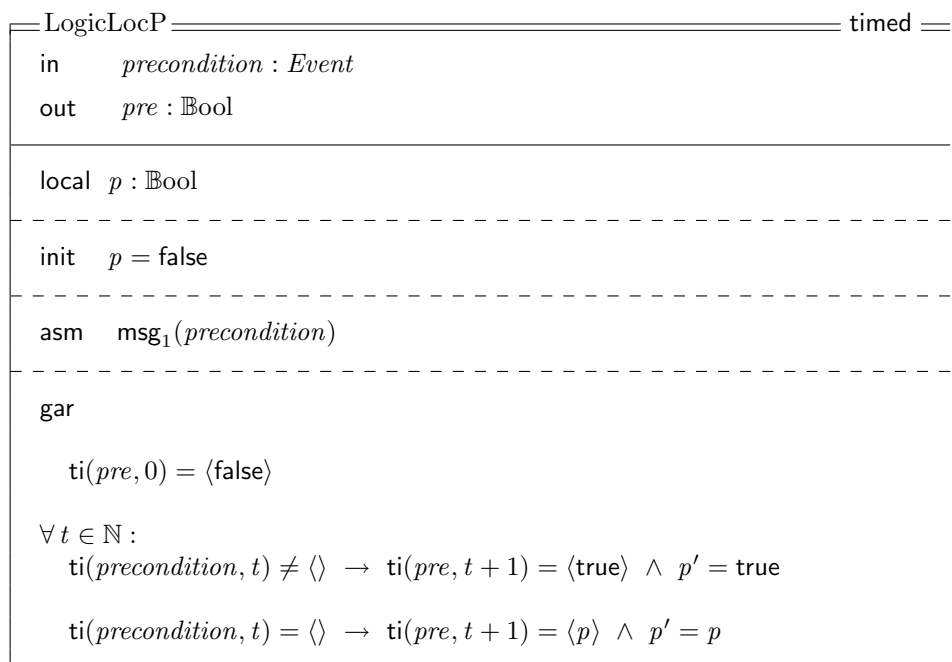 LogicLocP timed
in precondition : Event
out pre : 𝔹ool
local p : 𝔹ool
init p = false
asm msg₁(precondition)
gar
ti(pre, 0) = ⟨false⟩
∀ t ∈ ℕ :
ti(precondition, t) ≠ ⟨⟩ → ti(pre, t + 1) = ⟨true⟩ ∧ p′ = true
ti(precondition, t) = ⟨⟩ → ti(pre, t + 1) = ⟨p⟩ ∧ p′ = p